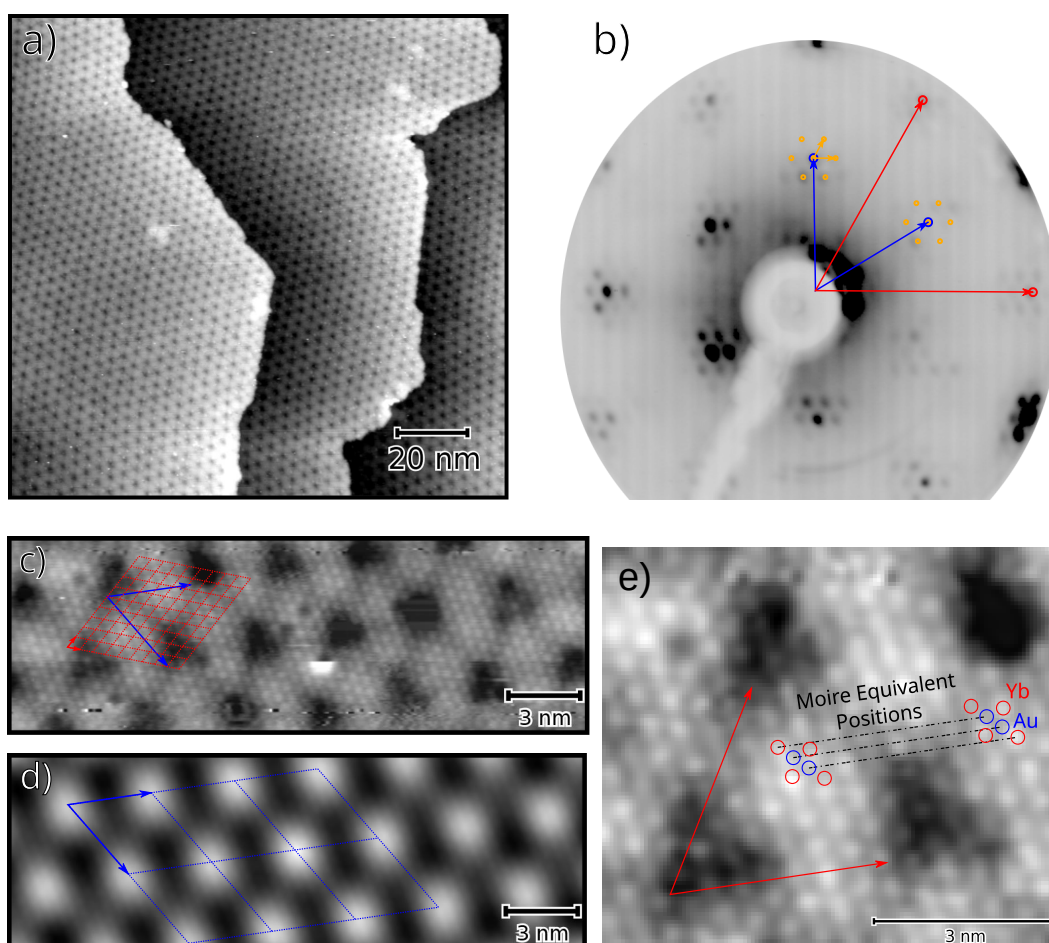 a)
20 nm
b)
c)
3 nm
d)
3 nm
e)
Moire Equivalent
Positions
Yb
Au
3 nm